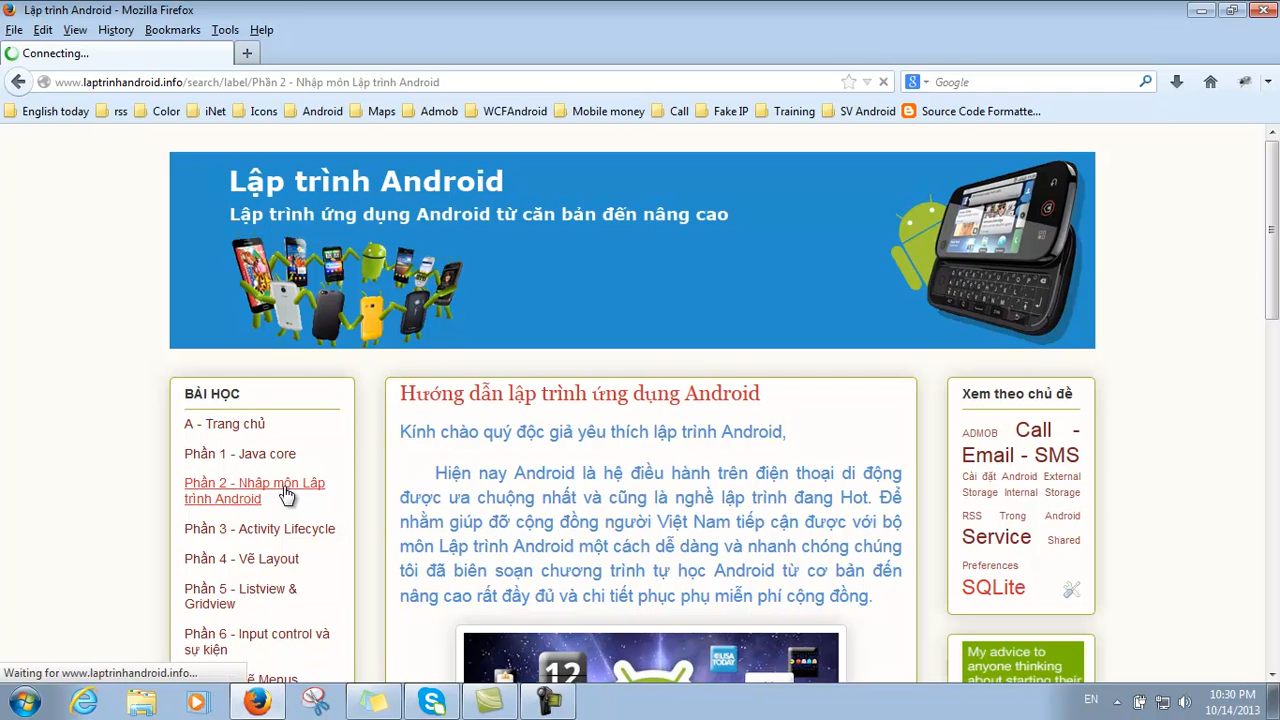 Lập trình Android - Mozilla Firefox
File Edit View History Bookmarks Tools Help
Connecting...
www.laptrinhandroid.info/search/label/Phần 2 - Nhập môn Lập trình Android
Google
English today rss Color iNet Icons Android Maps Admob WCFAndroid Mobile money Call Fake IP Training SV Android Source Code Formatte...
Lập trình Android
Lập trình ứng dụng Android từ căn bản đến nâng cao
BÀI HỌC
A - Trang chủ
Phần 1 - Java core
Phần 2 - Nhập môn Lập
trình Android
Phần 3 - Activity Lifecycle
Phần 4 - Vẽ Layout
Phần 5 - Listview &
Gridview
Phần 6 - Input control và
sự kiện
Vẽ Menus
Hướng dẫn lập trình ứng dụng Android
Kính chào quý độc giả yêu thích lập trình Android,
Hiện nay Android là hệ điều hành trên điện thoại di động
được ưa chuộng nhất và cũng là nghề lập trình đang Hot. Để
nhằm giúp đỡ cộng đồng người Việt Nam tiếp cận được với bộ
môn Lập trình Android một cách dễ dàng và nhanh chóng chúng
tôi đã biên soạn chương trình tự học Android từ cơ bản đến
nâng cao rất đầy đủ và chi tiết phục phụ miễn phí cộng đồng.
12
USA TODAY
Xem theo chủ đề
ADMOB Call -
Email - SMS
Cài đặt Android External
Storage Internal Storage
RSS Trong Android
Service Shared
Preferences
SQLite
My advice to
anyone thinking
about starting their
Waiting for www.laptrinhandroid.info...
EN
10:30 PM
10/14/2013